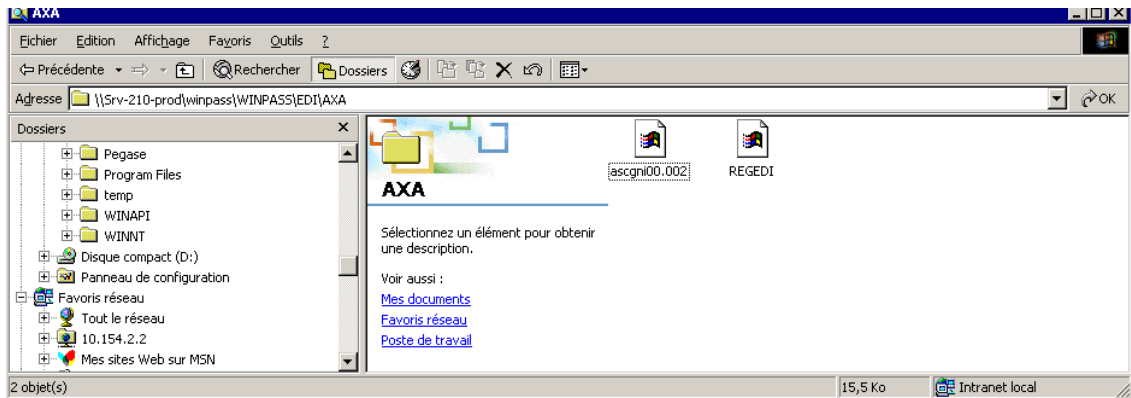 AXA
Fichier Edition Affichage Favoris Outils ?
Précédente Rechercher Dossiers
Adresse \\Srv-210-prod\winpass\WINPASS\EDI\AXA OK
Dossiers
Pegase
Program Files
temp
WINAPI
WINNT
Disque compact (D:)
Panneau de configuration
Favoris réseau
Tout le réseau
10.154.2.2
Mes sites Web sur MSN
AXA
Sélectionnez un élément pour obtenir
une description.
Voir aussi :
Mes documents
Favoris réseau
Poste de travail
ascgni00.002 REGEDI
2 objet(s) 15,5 Ko Intranet local